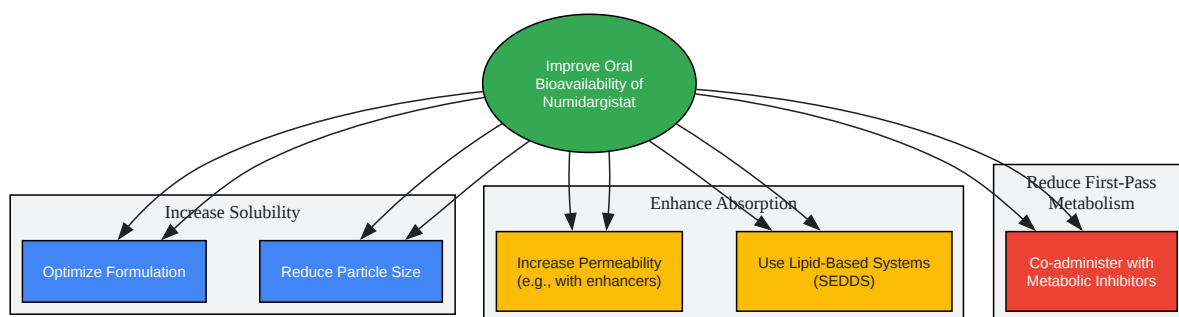 Improve Oral
Bioavailability of
Numidargistat
Increase Solubility
Optimize Formulation
Reduce Particle Size
Enhance Absorption
Increase Permeability
(e.g., with enhancers)
Use Lipid-Based Systems
(SEDDS)
Reduce First-Pass
Metabolism
Co-administer with
Metabolic Inhibitors